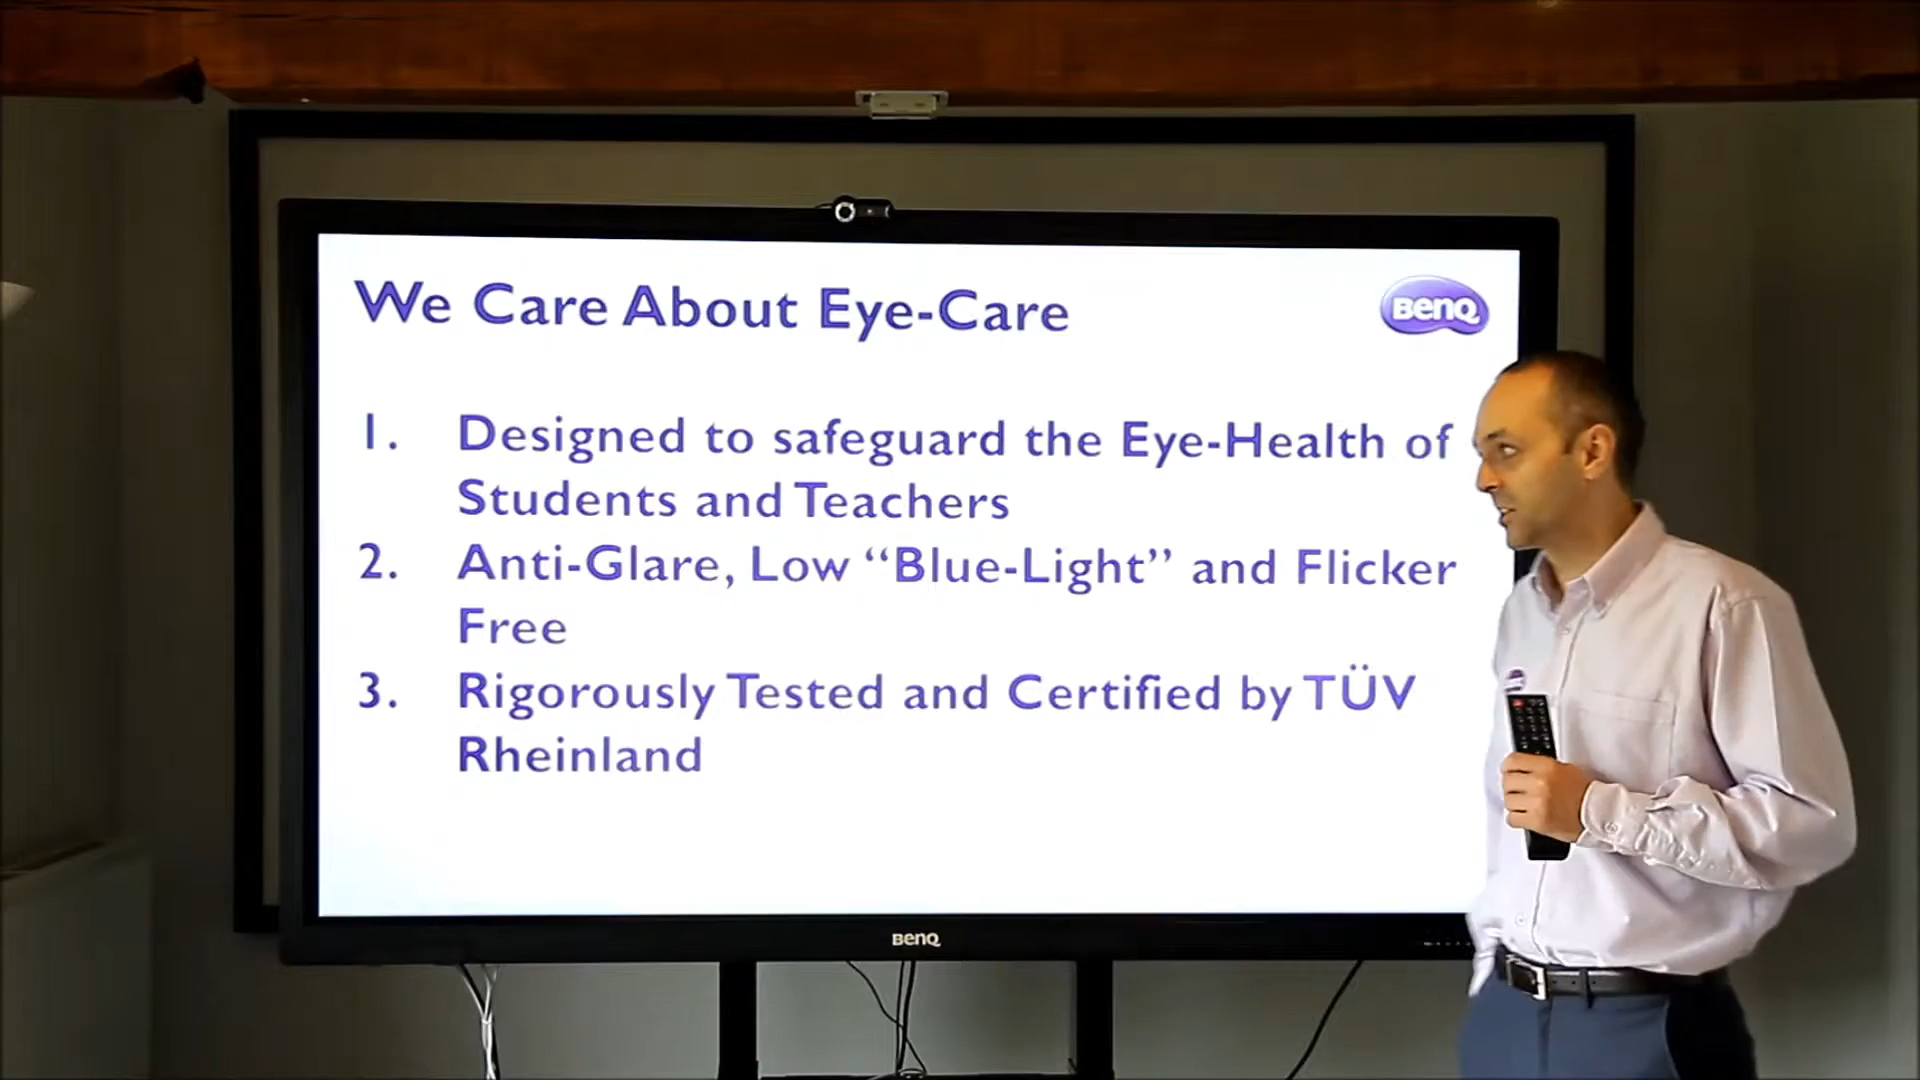 We Care About Eye-Care
BenQ
1. Designed to safeguard the Eye-Health of
Students and Teachers
2. Anti-Glare, Low “Blue-Light” and Flicker
Free
3. Rigorously Tested and Certified by TÜV
Rheinland
BenQ